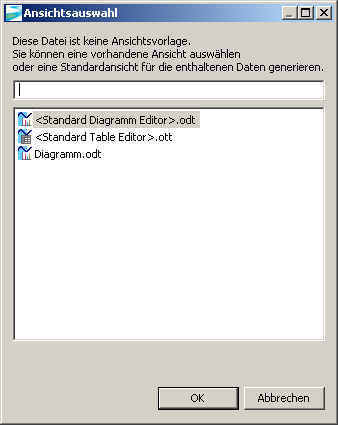 Ansichtsauswahl
Diese Datei ist keine Ansichtsvorlage.
Sie können eine vorhandene Ansicht auswählen
oder eine Standardansicht für die enthaltenen Daten generieren.
<Standard Diagramm Editor>.odt
<Standard Table Editor>.ott
Diagramm.odt
OK
Abbrechen